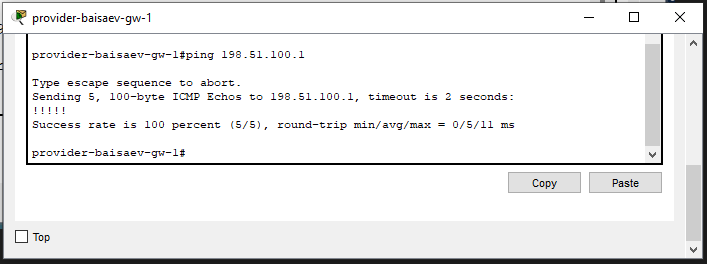 provider-baisaev-gw-1
provider-baisaev-gw-1#ping 198.51.100.1
Type escape sequence to abort.
Sending 5, 100-byte ICMP Echos to 198.51.100.1, timeout is 2 seconds:
!!!!!
Success rate is 100 percent (5/5), round-trip min/avg/max = 0/5/11 ms
provider-baisaev-gw-1#
Copy Paste
Top